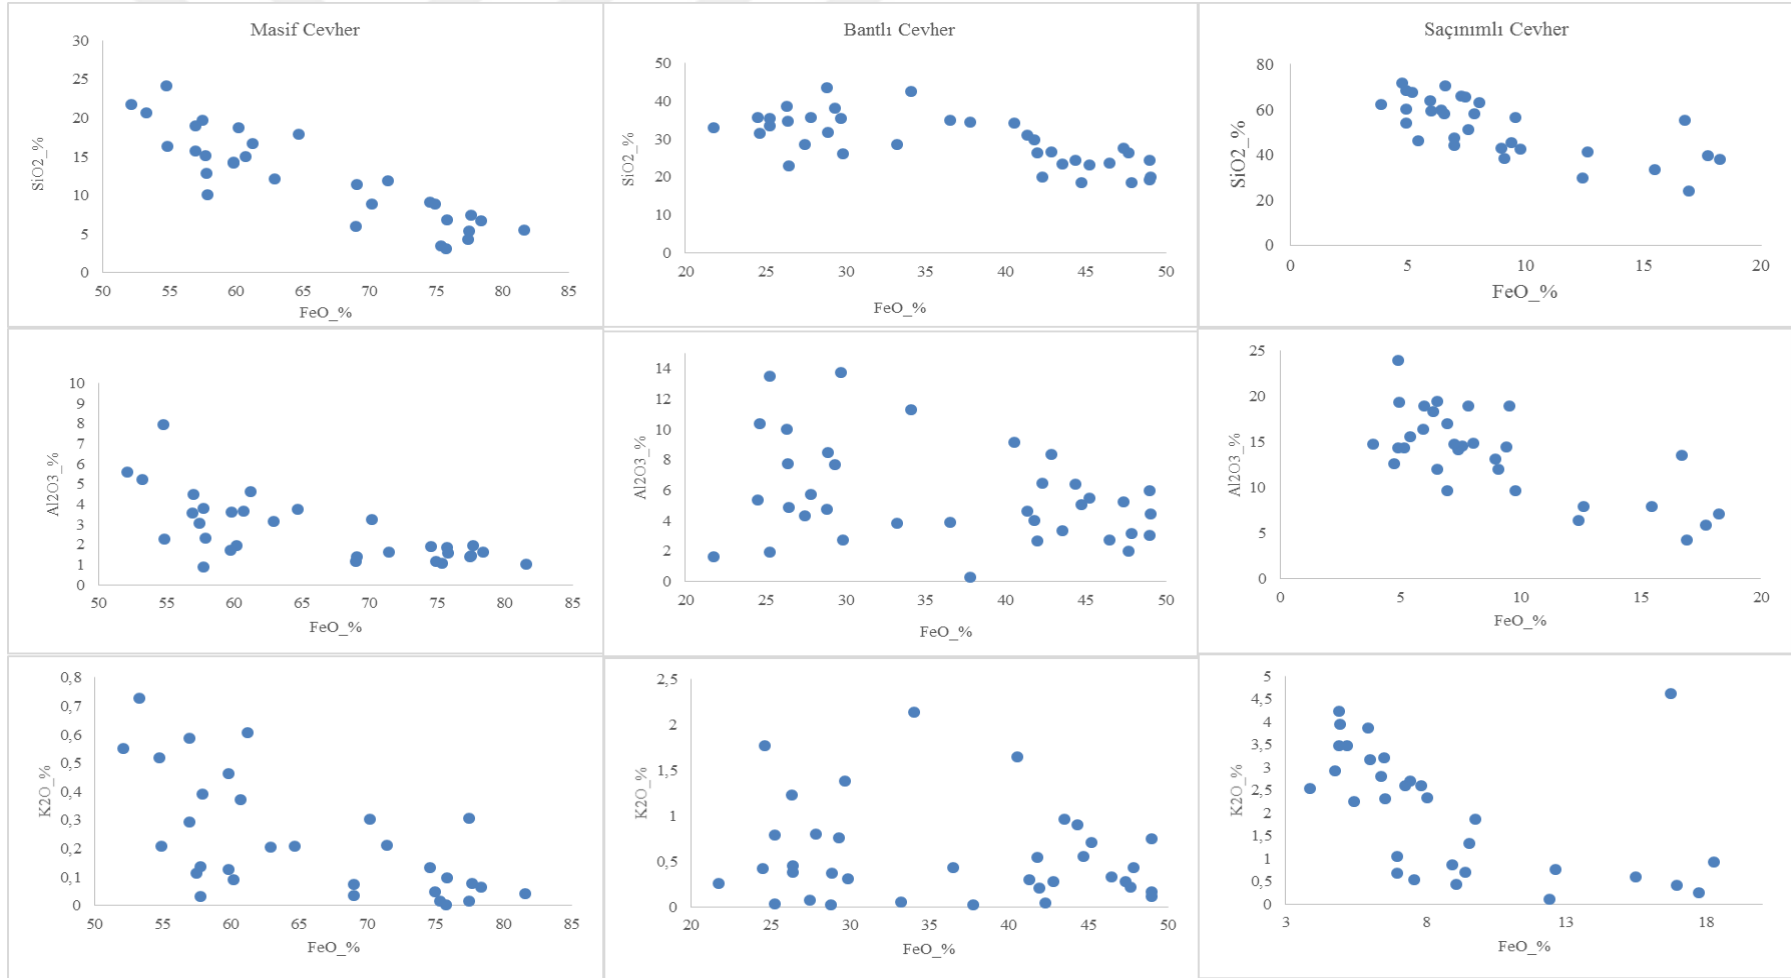 Masif Cevher
30
25
20
15
10
5
0
SiO2_%
50 55 60 65 70 75 80 85
FeO_%
Bantlı Cevher
50
40
30
20
10
0
SiO2_%
20 25 30 35 40 45 50
FeO_%
Saçınımlı Cevher
80
60
40
20
0
SiO2_%
0 5 10 15 20
FeO_%
10
9
8
7
6
5
4
3
2
1
0
Al2O3_%
50 55 60 65 70 75 80 85
FeO_%
14
12
10
8
6
4
2
0
Al2O3_%
20 25 30 35 40 45 50
FeO_%
25
20
15
10
5
0
Al2O3_%
0 5 10 15 20
FeO_%
0,8
0,7
0,6
0,5
0,4
0,3
0,2
0,1
0
K2O_%
50 55 60 65 70 75 80 85
FeO_%
2,5
2
1,5
1
0,5
0
K2O_%
20 25 30 35 40 45 50
FeO_%
5
4,5
4
3,5
3
2,5
2
1,5
1
0,5
0
K2O_%
3 8 13 18
FeO_%